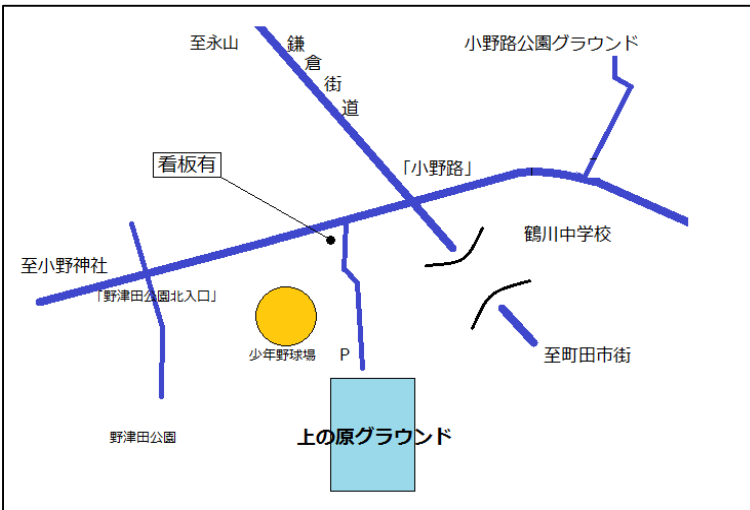 至永山
鎌倉街道
小野路公園グラウンド
看板有
「小野路」
鶴川中学校
至小野神社
「野津田公園北入口」
少年野球場
P
至町田市街
野津田公園
上の原グラウンド